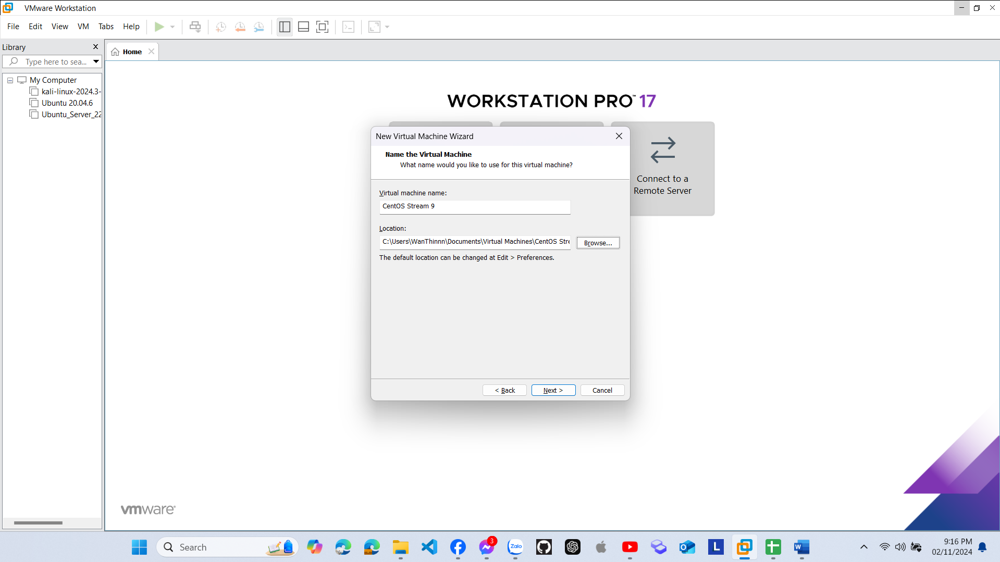 VMware Workstation
File Edit View VM Tabs Help
Library
Type here to sea...
My Computer
kali-linux-2024.3-
Ubuntu 20.04.6
Ubuntu_Server_22
Home
WORKSTATION PRO™ 17
Connect to a
Remote Server
New Virtual Machine Wizard
Name the Virtual Machine
What name would you like to use for this virtual machine?
Virtual machine name:
CentOS Stream 9
Location:
C:\Users\WanThinnn\Documents\Virtual Machines\CentOS Stre
Browse...
The default location can be changed at Edit > Preferences.
< Back
Next >
Cancel
vmware®
Search
3
Zalo
L
W
9:16 PM
02/11/2024